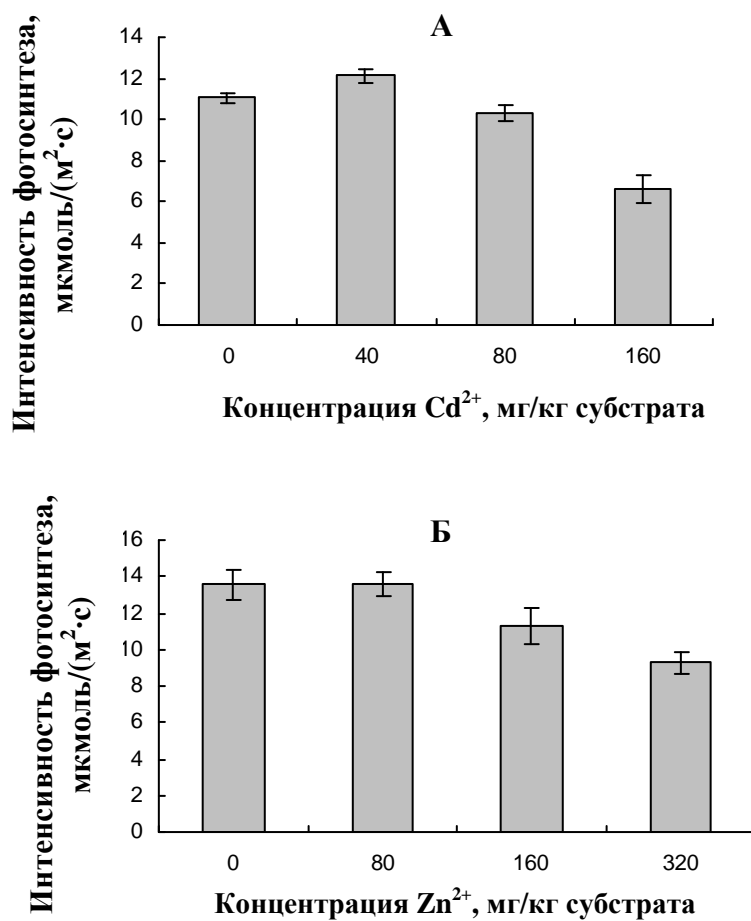 А
Интенсивность фотосинтеза,
мкмоль/(м²·с)
14
12
10
8
6
4
2
0
0 40 80 160
Концентрация Cd²⁺, мг/кг субстрата
Б
Интенсивность фотосинтеза,
мкмоль/(м²·с)
16
14
12
10
8
6
4
2
0
0 80 160 320
Концентрация Zn²⁺, мг/кг субстрата